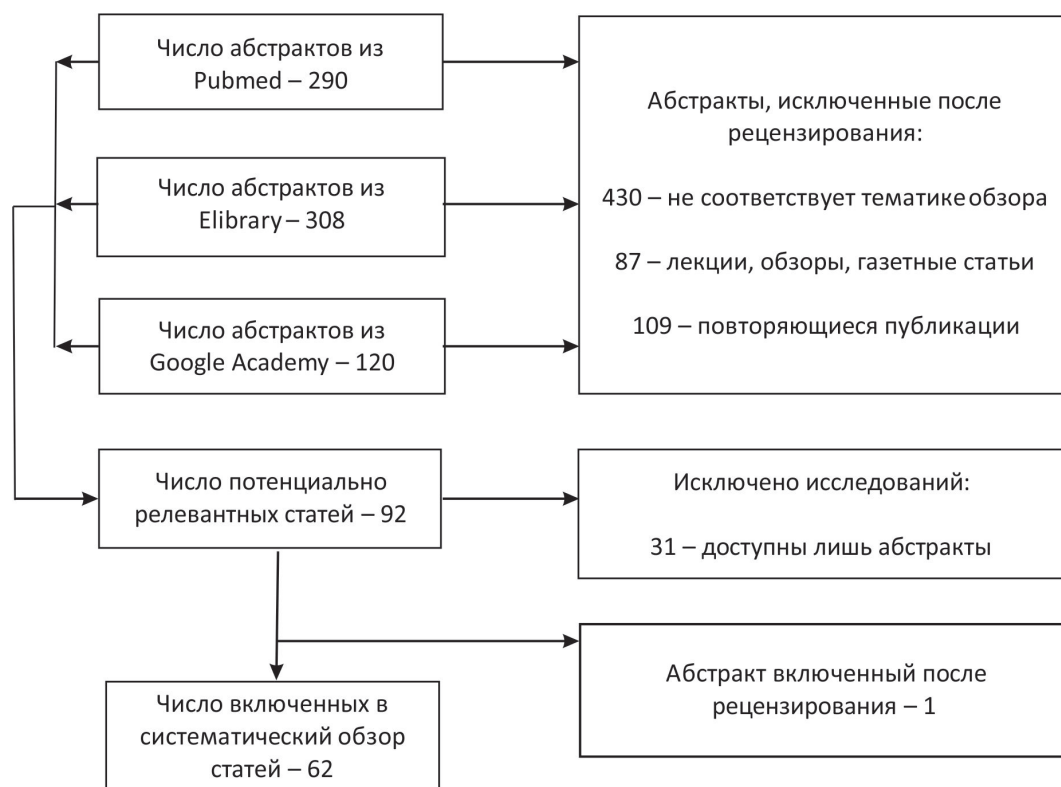 Число абстрактов из
Pubmed – 290
Число абстрактов из
Elibrary – 308
Число абстрактов из
Google Academy – 120
Абстракты, исключенные после
рецензирования:
430 – не соответствует тематике обзора
87 – лекции, обзоры, газетные статьи
109 – повторяющиеся публикации
Число потенциально
релевантных статей – 92
Исключено исследований:
31 – доступны лишь абстракты
Абстракт включенный после
рецензирования – 1
Число включенных в
систематический обзор
статей – 62